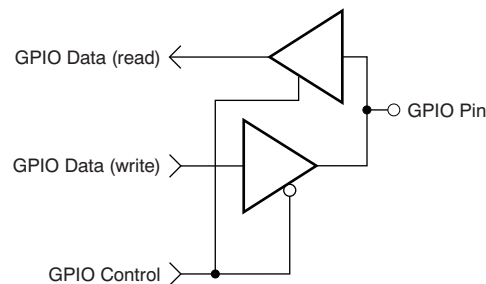 GPIO Data (read)
GPIO Pin
GPIO Data (write)
GPIO Control